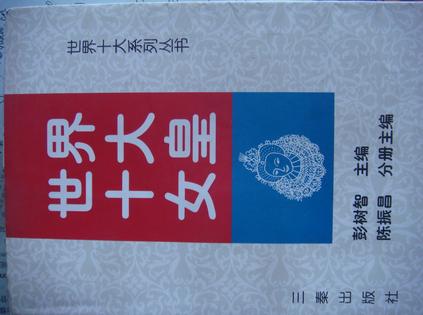 世界十大系列丛书
世界
十大
女皇
彭树智 主编
陈振昌 分册主编
三秦出版社